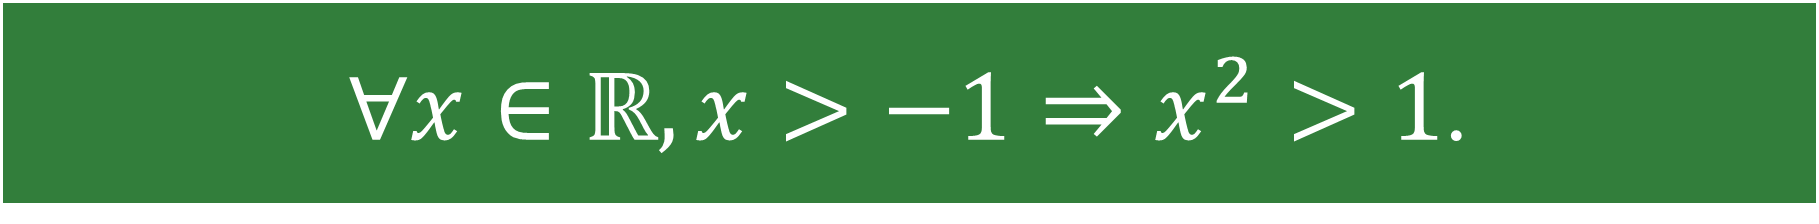 ∀x ∈ ℝ, x > −1 ⇒ x² > 1.